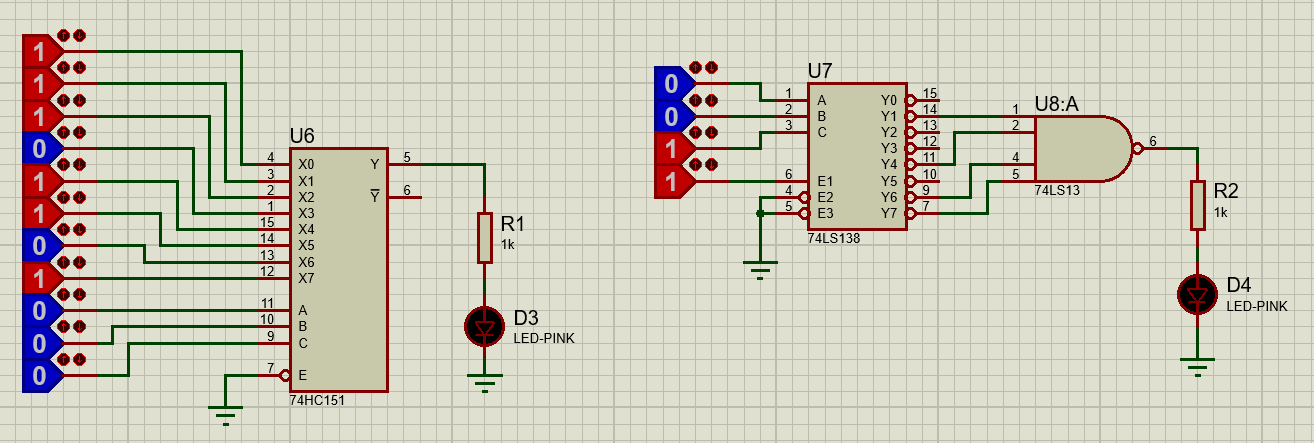 1
1
1
0
1
1
0
1
0
0
0
U6
4 X0 Y 5
3 X1
2 X2 Y 6
1 X3
15 X4
14 X5
13 X6
12 X7
11 A
10 B
9 C
7 E
74HC151
R1
1k
D3
LED-PINK
0
0
1
1
U7
1 A Y0 15
2 B Y1 14
3 C Y2 13
Y3 12
Y4 11
6 E1 Y5 10
4 E2 Y6 9
5 E3 Y7 7
74LS138
U8:A
1
2
4
5
6
74LS13
R2
1k
D4
LED-PINK